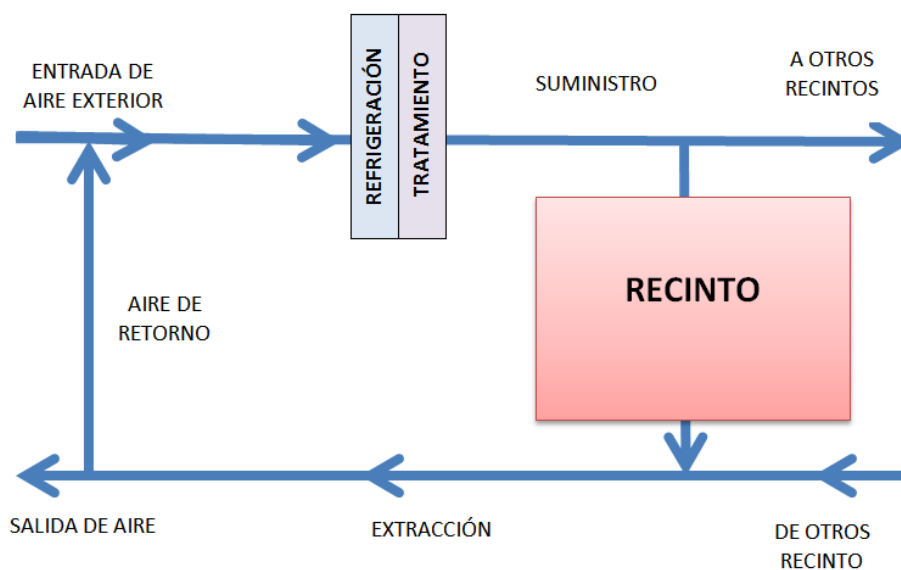 ENTRADA DE
AIRE EXTERIOR
REFRIGERACIÓN
TRATAMIENTO
SUMINISTRO
A OTROS
RECINTOS
AIRE DE
RETORNO
RECINTO
SALIDA DE AIRE
EXTRACCIÓN
DE OTROS
RECINTO